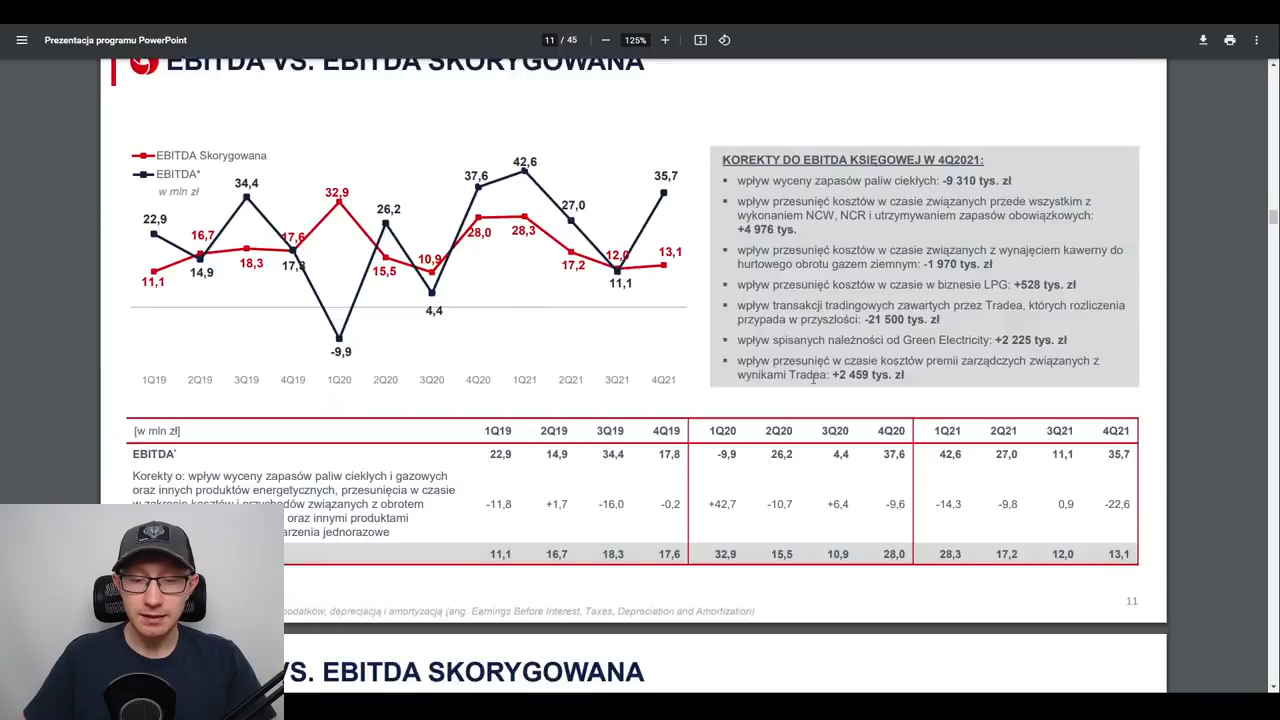 Prezentacja programu PowerPoint
11 / 45
125%
EBITDA VS. EBITDA SKORYGOWANA
EBITDA Skorygowana
EBITDA*
w mln zł
22,9
14,9
34,4
17,8
-9,9
26,2
4,4
37,6
42,6
27,0
11,1
35,7
11,1
16,7
18,3
17,6
32,9
15,5
10,9
28,0
28,3
17,2
12,0
13,1
1Q19 2Q19 3Q19 4Q19 1Q20 2Q20 3Q20 4Q20 1Q21 2Q21 3Q21 4Q21
KOREKTY DO EBITDA KSIĘGOWEJ W 4Q2021:
▪ wpływ wyceny zapasów paliw ciekłych: -9 310 tys. zł
▪ wpływ przesunięć kosztów w czasie związanych przede wszystkim z
wykonaniem NCW, NCR i utrzymywaniem zapasów obowiązkowych:
+4 976 tys.
▪ wpływ przesunięć kosztów w czasie związanych z wynajęciem kawerny do
hurtowego obrotu gazem ziemnym: -1 970 tys. zł
▪ wpływ przesunięć kosztów w czasie w biznesie LPG: +528 tys. zł
▪ wpływ transakcji tradingowych zawartych przez Tradea, których rozliczenia
przypada w przyszłości: -21 500 tys. zł
▪ wpływ spisanych należności od Green Electricity: +2 225 tys. zł
▪ wpływ przesunięć w czasie kosztów premii zarządczych związanych z
wynikami Tradea: +2 459 tys. zł
[w mln zł] 1Q19 2Q19 3Q19 4Q19 1Q20 2Q20 3Q20 4Q20 1Q21 2Q21 3Q21 4Q21
EBITDA* 22,9 14,9 34,4 17,8 -9,9 26,2 4,4 37,6 42,6 27,0 11,1 35,7
Korekty o: wpływ wyceny zapasów paliw ciekłych i gazowych
oraz innych produktów energetycznych, przesunięcia w czasie
w zakresie kosztów i przychodów związanych z obrotem
oraz innymi produktami
arzenia jednorazowe
-11,8 +1,7 -16,0 -0,2 +42,7 -10,7 +6,4 -9,6 -14,3 -9,8 0,9 -22,6
11,1 16,7 18,3 17,6 32,9 15,5 10,9 28,0 28,3 17,2 12,0 13,1
podatków, deprecjacją i amortyzacją (ang. Earnings Before Interest, Taxes, Depreciation and Amortization)
11
VS. EBITDA SKORYGOWANA